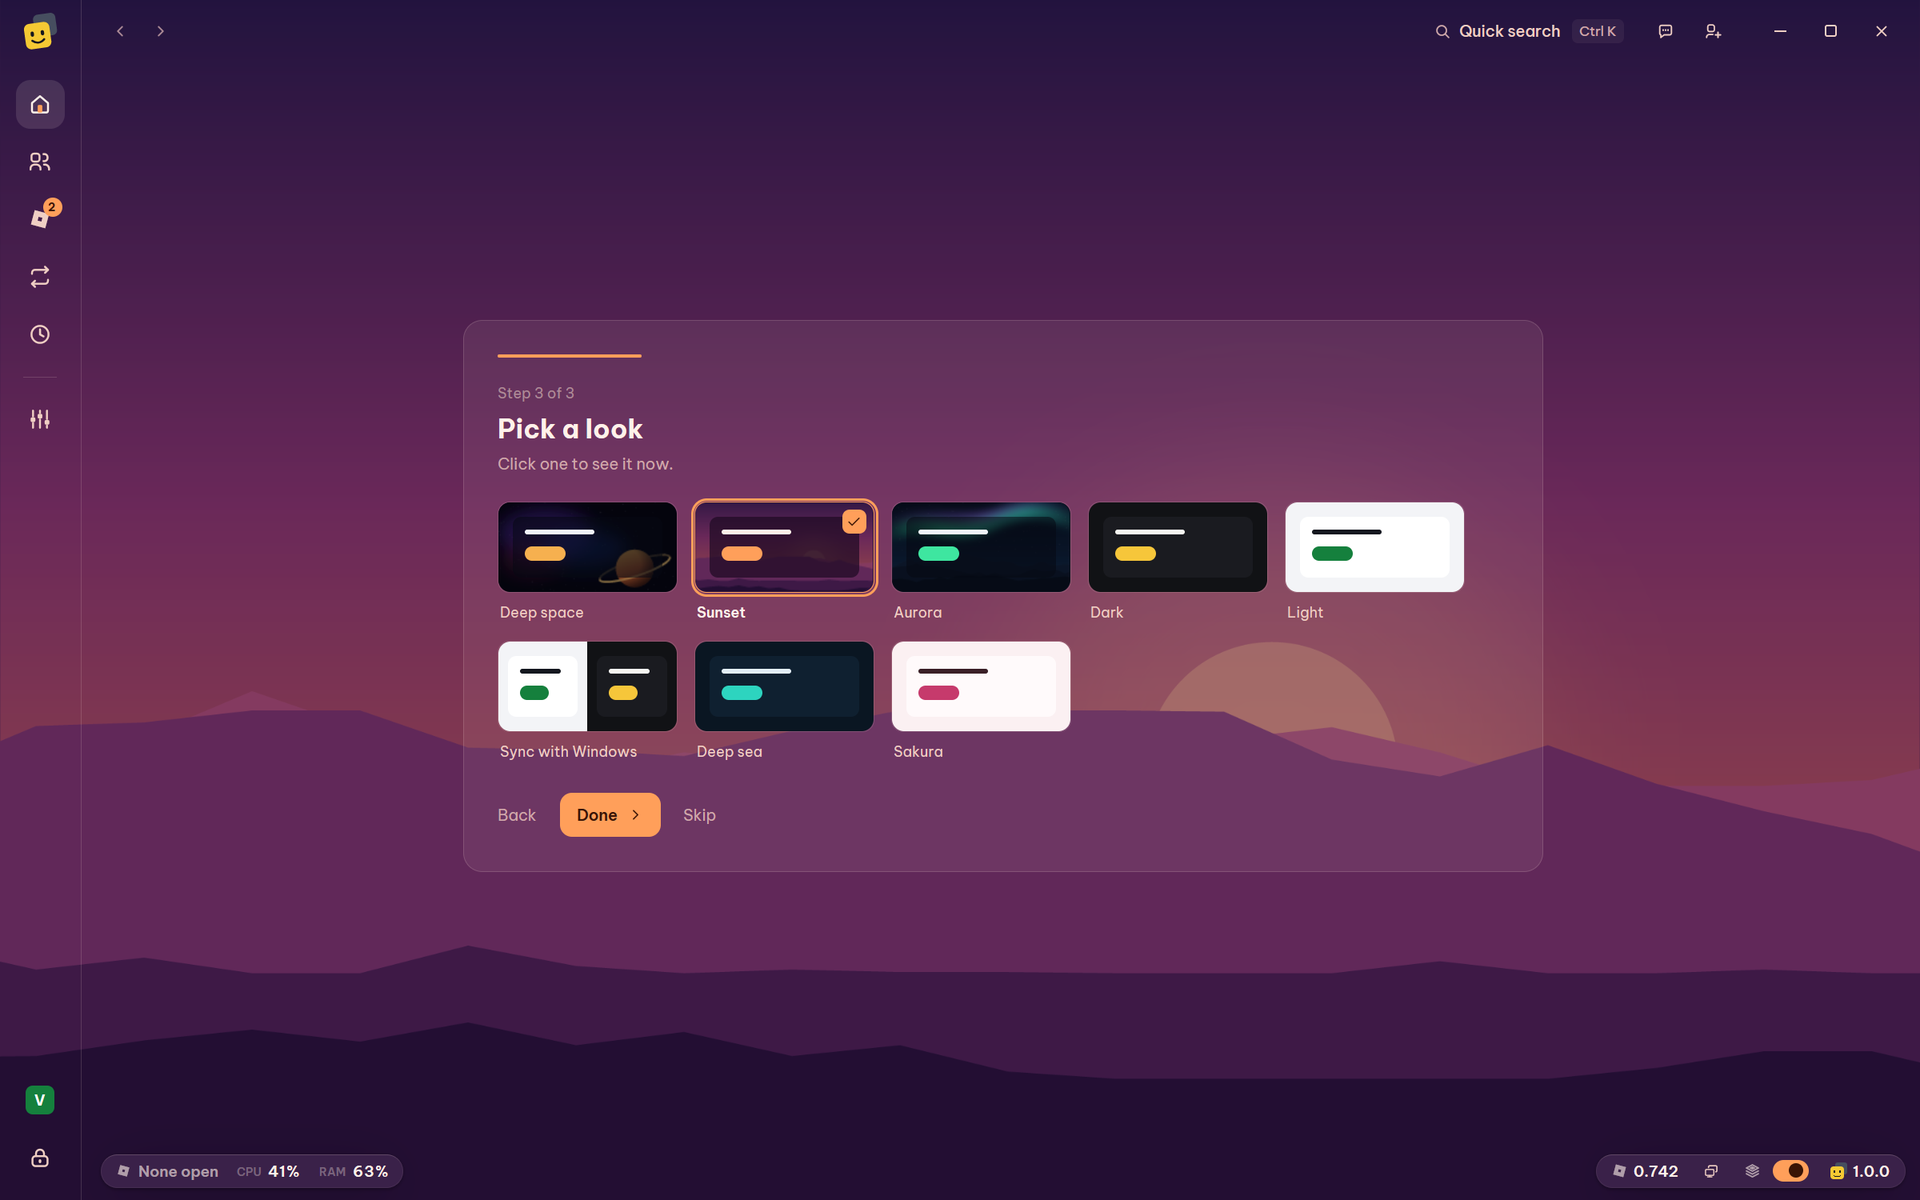 Quick search Ctrl K
2
Step 3 of 3
Pick a look
Click one to see it now.
Deep space
Sunset
Aurora
Dark
Light
Sync with Windows
Deep sea
Sakura
Back
Done
Skip
V
None open CPU 41% RAM 63%
0.742
1.0.0